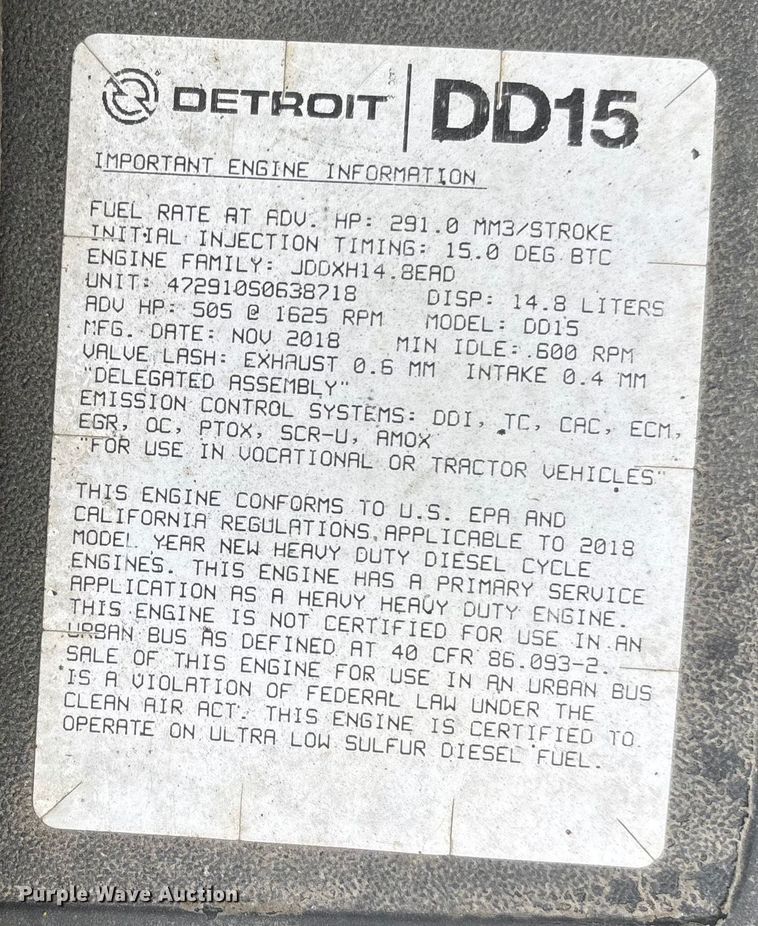 DETROIT | DD15
IMPORTANT ENGINE INFORMATION
FUEL RATE AT ADV. HP: 291.0 MM3/STROKE
INITIAL INJECTION TIMING: 15.0 DEG BTC
ENGINE FAMILY: JDDXH14.8EAD
UNIT: 472910S0638718 DISP: 14.8 LITERS
ADV HP: 505 @ 1625 RPM MODEL: DD15
MFG. DATE: NOV 2018 MIN IDLE: 600 RPM
VALVE LASH: EXHAUST 0.6 MM INTAKE 0.4 MM
"DELEGATED ASSEMBLY"
EMISSION CONTROL SYSTEMS: DDI, TC, CAC, ECM,
EGR, OC, PTOX, SCR-U, AMOX
"FOR USE IN VOCATIONAL OR TRACTOR VEHICLES"
THIS ENGINE CONFORMS TO U.S. EPA AND
CALIFORNIA REGULATIONS APPLICABLE TO 2018
MODEL YEAR NEW HEAVY DUTY DIESEL CYCLE
ENGINES. THIS ENGINE HAS A PRIMARY SERVICE
APPLICATION AS A HEAVY HEAVY DUTY ENGINE.
THIS ENGINE IS NOT CERTIFIED FOR USE IN AN
URBAN BUS AS DEFINED AT 40 CFR 86.093-2.
SALE OF THIS ENGINE FOR USE IN AN URBAN BUS
IS A VIOLATION OF FEDERAL LAW UNDER THE
CLEAN AIR ACT. THIS ENGINE IS CERTIFIED TO
OPERATE ON ULTRA LOW SULFUR DIESEL FUEL.
Purple Wave Auction